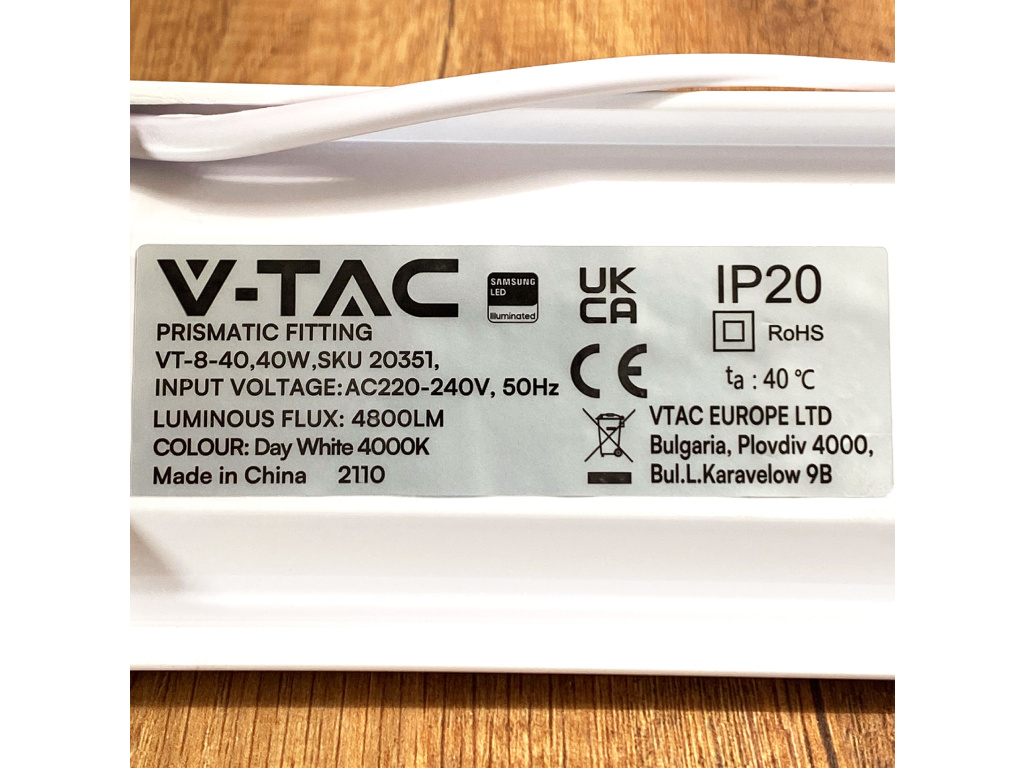 V-TAC
SAMSUNG
LED
illuminated
PRISMATIC FITTING
VT-8-40,40W,SKU 20351,
INPUT VOLTAGE:AC220-240V, 50Hz
LUMINOUS FLUX: 4800LM
COLOUR: Day White 4000K
Made in China 2110
UK
CA
CE
IP20
RoHS
ta : 40 ℃
VTAC EUROPE LTD
Bulgaria, Plovdiv 4000,
Bul.L.Karavelow 9B